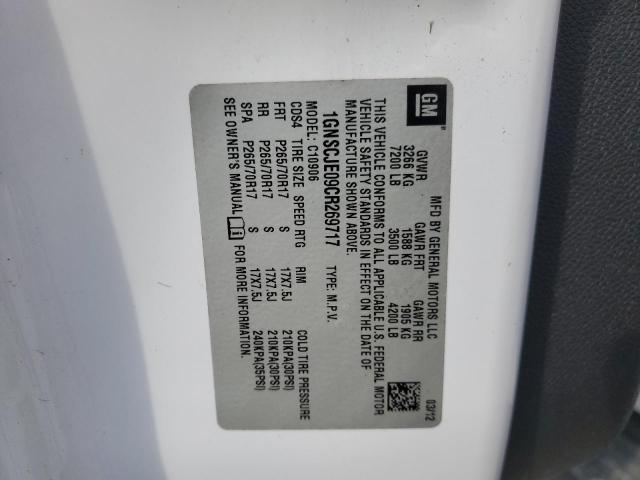 GM
MFD BY GENERAL MOTORS LLC
03/12
GVWR GAWR FRT GAWR RR
3266 KG 1588 KG 1905 KG
7200 LB 3500 LB 4200 LB
THIS VEHICLE CONFORMS TO ALL APPLICABLE U.S. FEDERAL MOTOR
VEHICLE SAFETY STANDARDS IN EFFECT ON THE DATE OF
MANUFACTURE SHOWN ABOVE.
1GNSCJE09CR269717 TYPE: M.P.V.
MODEL: C10906
CDS4 TIRE SIZE SPEED RTG RIM COLD TIRE PRESSURE
FRT P265/70R17 S 17X7.5J 210KPA(30PSI)
RR P265/70R17 S 17X7.5J 210KPA(30PSI)
SPA P265/70R17 S 17X7.5J 240KPA(35PSI)
SEE OWNER'S MANUAL FOR MORE INFORMATION.